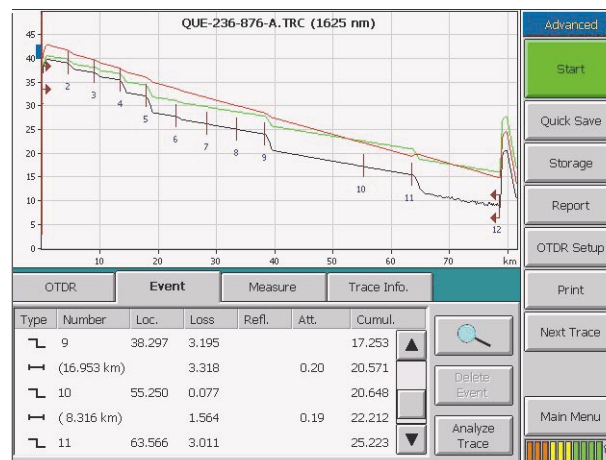 QUE-236-876-A.TRC (1625 nm)
45
40
35
30
25
20
15
10
5
0
2
3
4
5
6
7
8
9
10
11
12
10
20
30
40
50
60
70
km
OTDR
Event
Measure
Trace Info.
Type Number Loc. Loss Refl. Att. Cumul.
9 38.297 3.195 17.253
(16.953 km) 3.318 0.20 20.571
10 55.250 0.077 20.648
( 8.316 km) 1.564 0.19 22.212
11 63.566 3.011 25.223
Delete
Event
Analyze
Trace
Advanced
Start
Quick Save
Storage
Report
OTDR Setup
Print
Next Trace
Main Menu